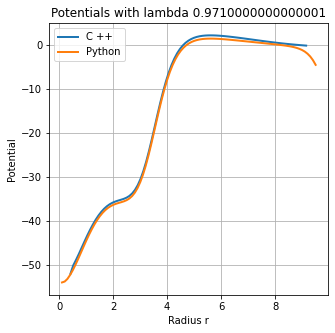 Potentials with lambda 0.9710000000000001
C ++
Python
0
−10
−20
−30
−40
−50
Potential
0 2 4 6 8
Radius r